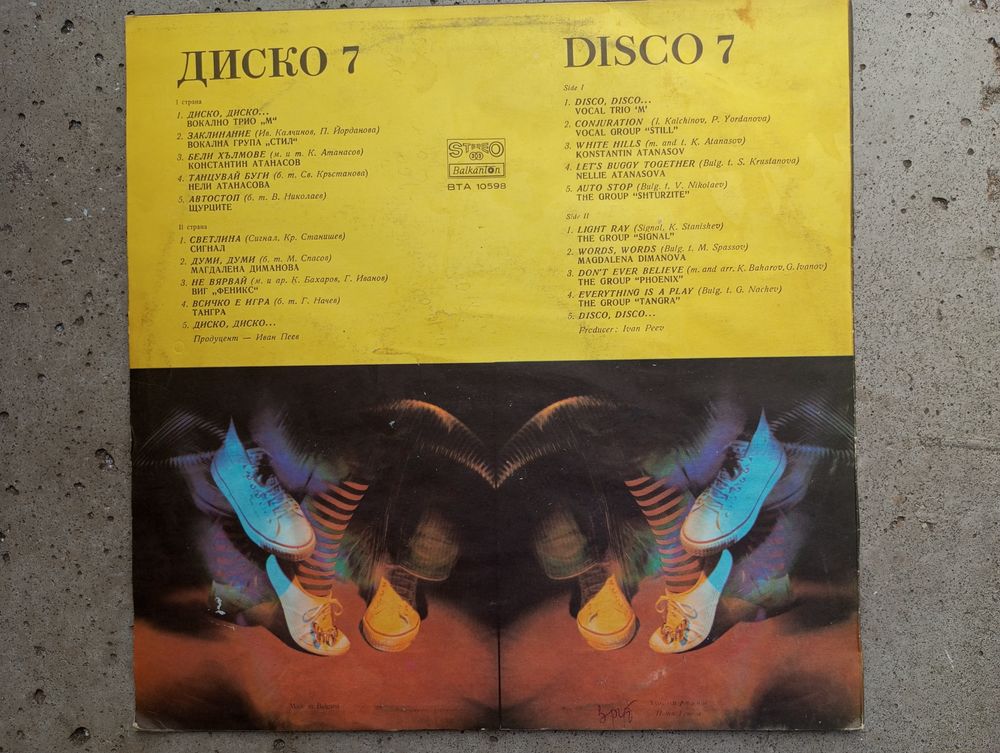 ДИСКО 7
I страна
1. ДИСКО, ДИСКО...
ВОКАЛНО ТРИО „М“
2. ЗАКЛИНАНИЕ (Ив. Калчинов, П. Йорданова)
ВОКАЛНА ГРУПА „СТИЛ“
3. БЕЛИ ХЪЛМОВЕ (м. и т. К. Атанасов)
КОНСТАНТИН АТАНАСОВ
4. ТАНЦУВАЙ БУГИ (б. т. Св. Кръстанова)
НЕЛИ АТАНАСОВА
5. АВТОСТОП (б. т. В. Николаев)
ЩУРЦИТЕ
II страна
1. СВЕТЛИНА (Сигнал, Кр. Станишев)
СИГНАЛ
2. ДУМИ, ДУМИ (б. т. М. Спасов)
МАГДАЛЕНА ДИМАНОВА
3. НЕ ВЯРВАЙ (м. и ар. К. Бахаров, Г. Иванов)
ВИГ „ФЕНИКС“
4. ВСИЧКО Е ИГРА (б. т. Г. Начев)
ТАНГРА
5. ДИСКО, ДИСКО...
Продуцент — Иван Пеев
STEREO
Balkanton
ВТА 10598
DISCO 7
Side I
1. DISCO, DISCO...
VOCAL TRIO 'M'
2. CONJURATION (I. Kalchinov, P. Yordanova)
VOCAL GROUP "STILL"
3. WHITE HILLS (m. and t. K. Atanasov)
KONSTANTIN ATANASOV
4. LET'S BUGGY TOGETHER (Bulg. t. S. Krastanova)
NELLIE ATANASOVA
5. AUTO STOP (Bulg. t. V. Nikolaev)
THE GROUP "SHTURZITE"
Side II
1. LIGHT RAY (Signal, K. Stanishev)
THE GROUP "SIGNAL"
2. WORDS, WORDS (Bulg. t. M. Spassov)
MAGDALENA DIMANOVA
3. DON'T EVER BELIEVE (m. and arr. K. Baharov, G. Ivanov)
THE GROUP "PHOENIX"
4. EVERYTHING IS A PLAY (Bulg. t. G. Nachev)
THE GROUP "TANGRA"
5. DISCO, DISCO...
Producer: Ivan Peev
Made in Bulgaria